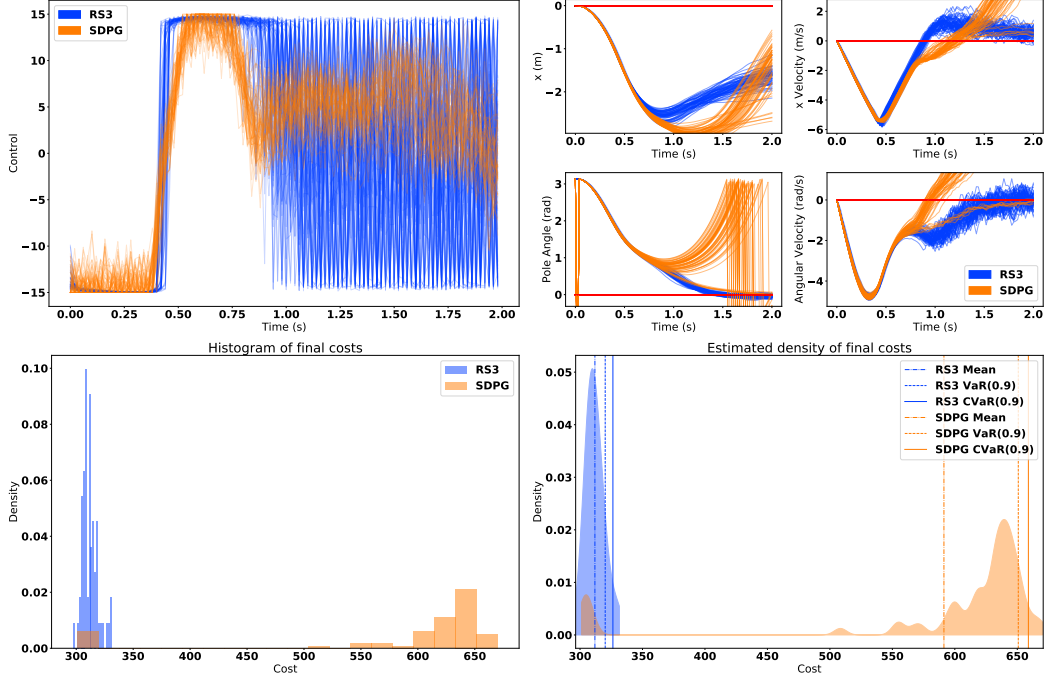 RS3
SDPG
15
10
5
0
−5
−10
−15
Control
0.00
0.25
0.50
0.75
1.00
1.25
1.50
1.75
2.00
Time (s)
0
−1
−2
x (m)
0.0
0.5
1.0
1.5
2.0
Time (s)
2
0
−2
−4
−6
x Velocity (m/s)
0.0
0.5
1.0
1.5
2.0
Time (s)
3
2
1
0
Pole Angle (rad)
0.0
0.5
1.0
1.5
2.0
Time (s)
0
−2
−4
Angular Velocity (rad/s)
RS3
SDPG
0.0
0.5
1.0
1.5
2.0
Time (s)
Histogram of final costs
RS3
SDPG
0.10
0.08
0.06
0.04
0.02
0.00
Density
300
350
400
450
500
550
600
650
Cost
Estimated density of final costs
RS3 Mean
RS3 VaR(0.9)
RS3 CVaR(0.9)
SDPG Mean
SDPG VaR(0.9)
SDPG CVaR(0.9)
0.05
0.04
0.03
0.02
0.01
0.00
Density
300
350
400
450
500
550
600
650
Cost